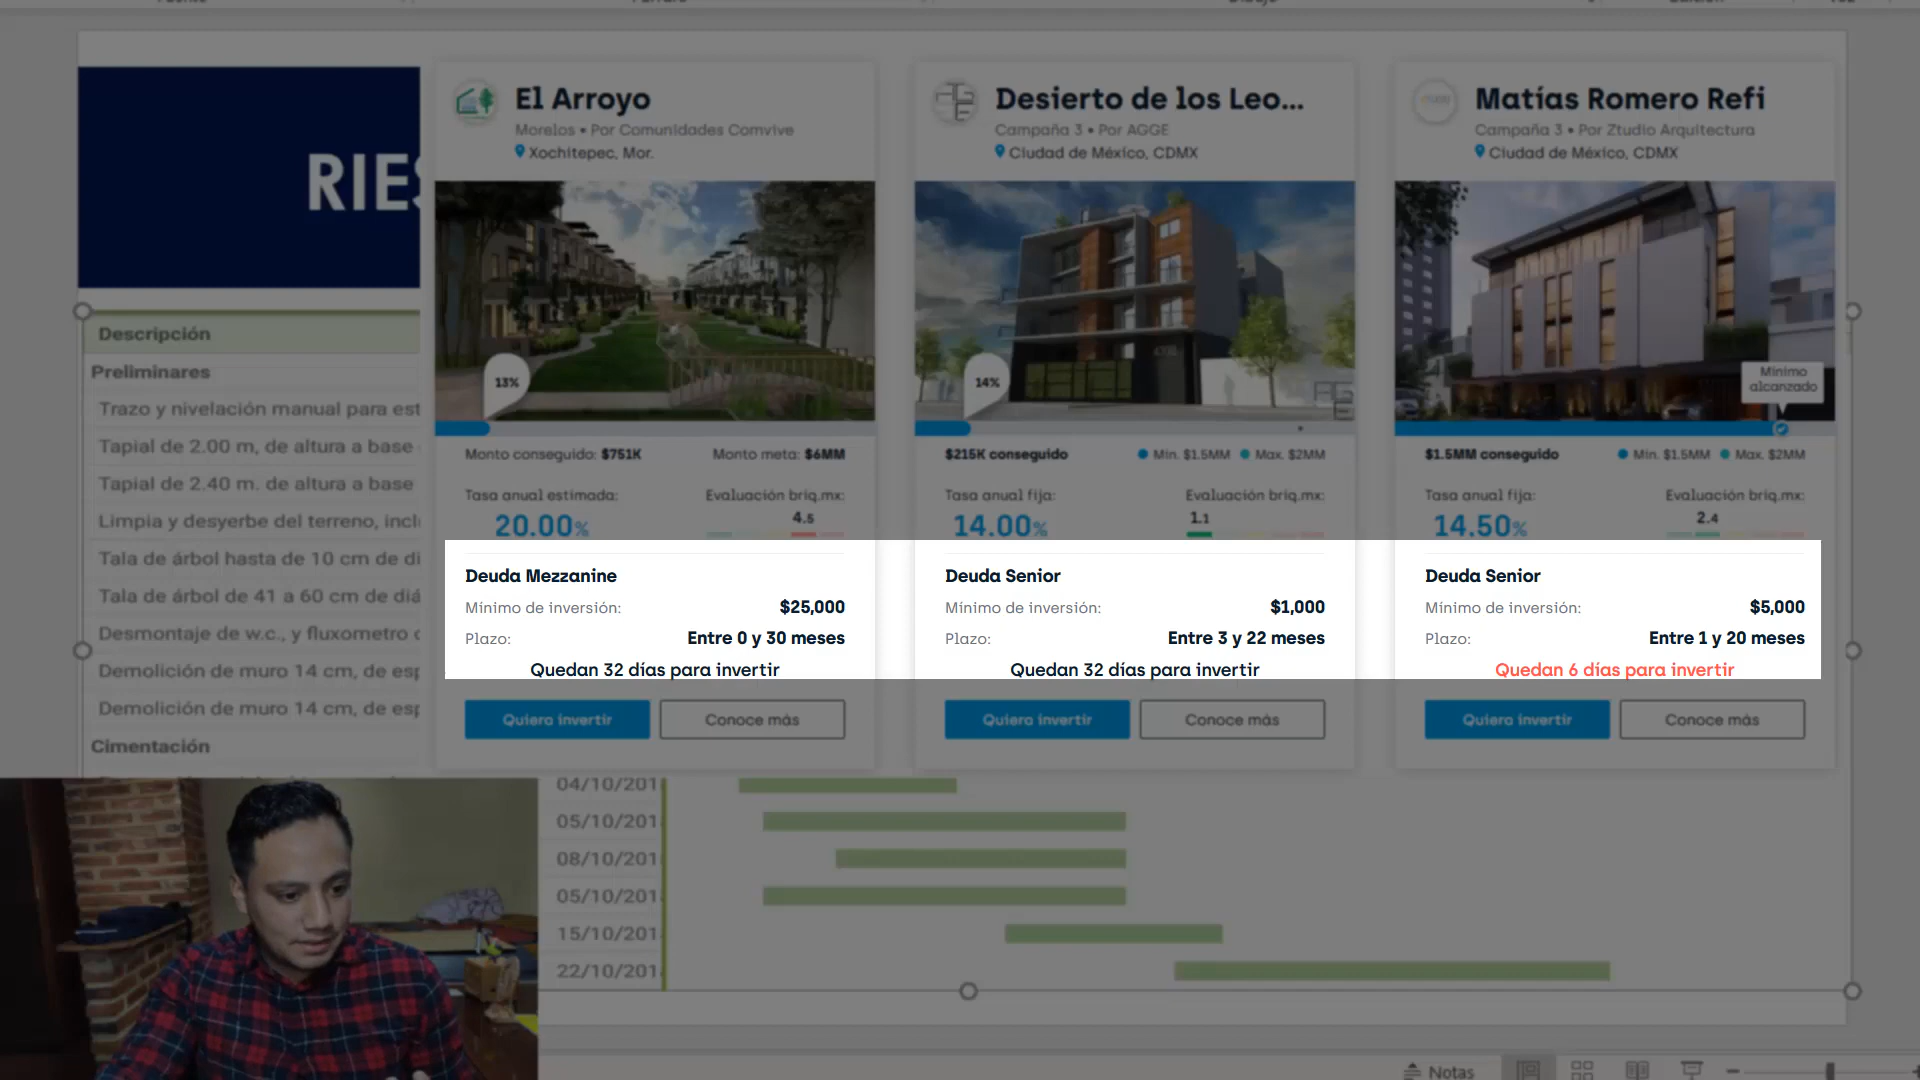 RIES
Descripción
Preliminares
Trazo y nivelación manual para est
Tapial de 2.00 m, de altura a base
Tapial de 2.40 m. de altura a base
Limpia y desyerbe del terreno, incl
Tala de árbol hasta de 10 cm de di
Tala de árbol de 41 a 60 cm de diá
Desmontaje de w.c., y fluxometro c
Demolición de muro 14 cm, de esp
Demolición de muro 14 cm, de esp
Cimentación
El Arroyo
Morelos • Por Comunidades Comvive
Xochitepec, Mor.
13%
Monto conseguido: $751K Monto meta: $6MM
Tasa anual estimada: Evaluación briq.mx:
20.00% 4.5
Deuda Mezzanine
Mínimo de inversión: $25,000
Plazo: Entre 0 y 30 meses
Quedan 32 días para invertir
Quiero invertir Conoce más
Desierto de los Leo...
Campaña 3 • Por AGGE
Ciudad de México, CDMX
14%
$215K conseguido Min. $1.5MM Max. $2MM
Tasa anual fija: Evaluación briq.mx:
14.00% 1.1
Deuda Senior
Mínimo de inversión: $1,000
Plazo: Entre 3 y 22 meses
Quedan 32 días para invertir
Quiero invertir Conoce más
Matías Romero Refi
Campaña 3 • Por Ztudio Arquitectura
Ciudad de México, CDMX
Mínimo
alcanzado
$1.5MM conseguido Min. $1.5MM Max. $2MM
Tasa anual fija: Evaluación briq.mx:
14.50% 2.4
Deuda Senior
Mínimo de inversión: $5,000
Plazo: Entre 1 y 20 meses
Quedan 6 días para invertir
Quiero invertir Conoce más
04/10/201
05/10/201
08/10/201
05/10/201
15/10/201
22/10/201
Notas